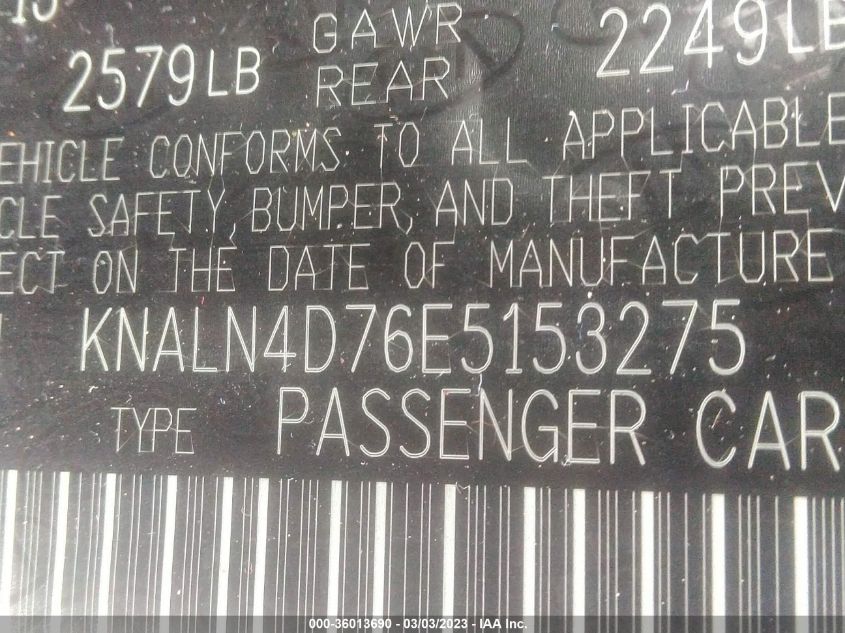 2579LB GAWR REAR 2249LB
EHICLE CONFORMS TO ALL APPLICABLE
CLE SAFETY, BUMPER, AND THEFT PREV
ECT ON THE DATE OF MANUFACTURE
KNALN4D76E5153275
TYPE PASSENGER CAR
000-36013690 - 03/03/2023 - IAA Inc.